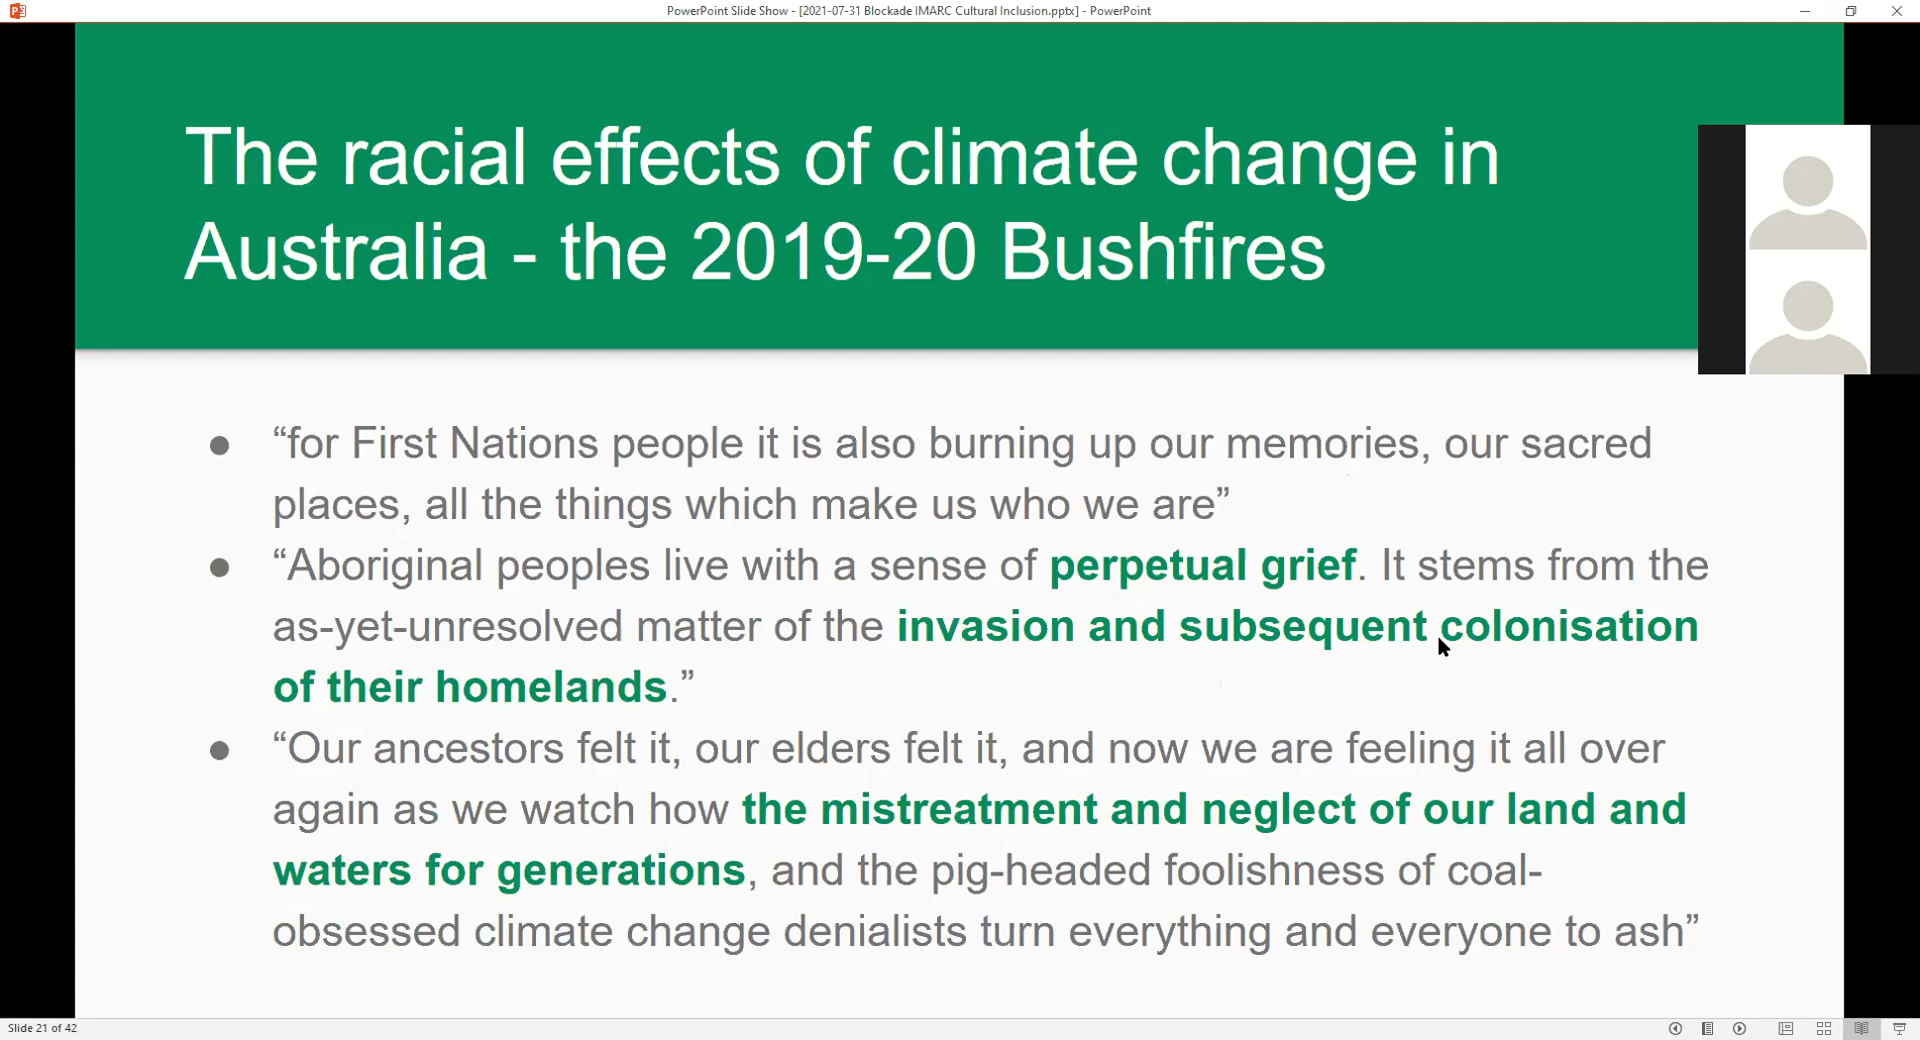 PowerPoint Slide Show - [2021-07-31 Blockade IMARC Cultural Inclusion.pptx] - PowerPoint
The racial effects of climate change in
Australia - the 2019-20 Bushfires
● “for First Nations people it is also burning up our memories, our sacred
places, all the things which make us who we are”
● “Aboriginal peoples live with a sense of perpetual grief. It stems from the
as-yet-unresolved matter of the invasion and subsequent colonisation
of their homelands.”
● “Our ancestors felt it, our elders felt it, and now we are feeling it all over
again as we watch how the mistreatment and neglect of our land and
waters for generations, and the pig-headed foolishness of coal-
obsessed climate change denialists turn everything and everyone to ash”
Slide 21 of 42